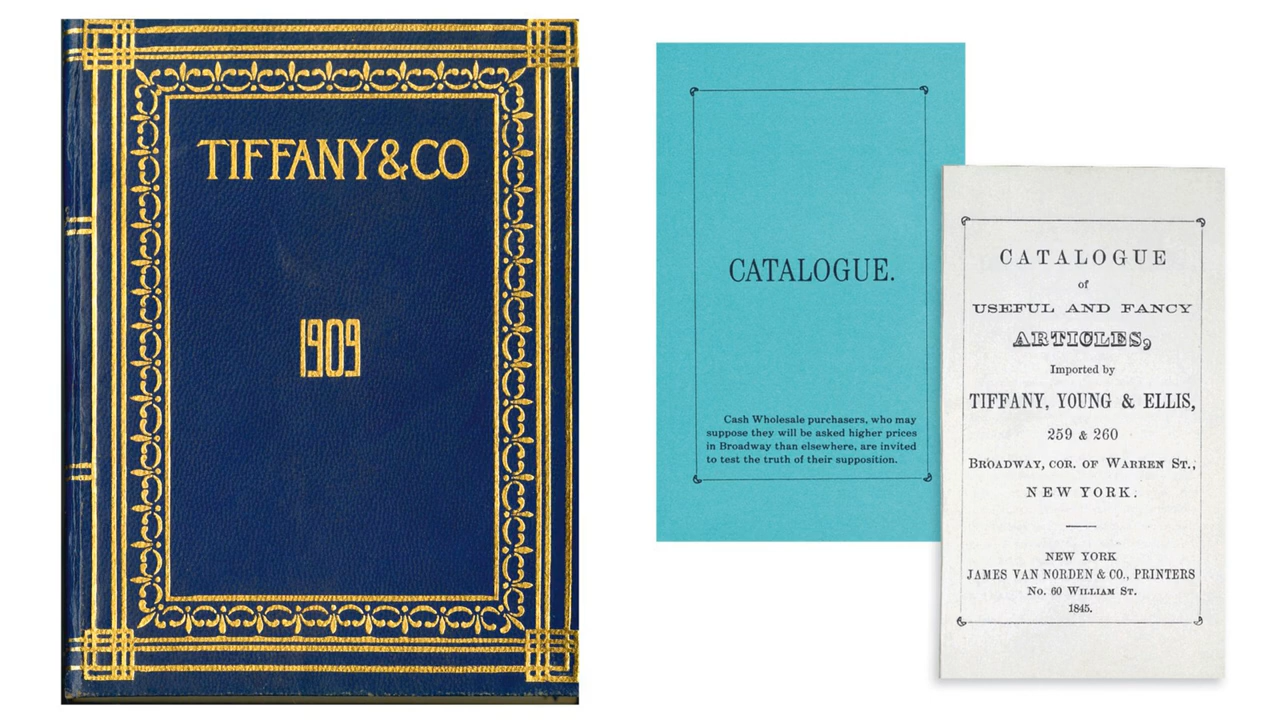 TIFFANY & CO
1909
CATALOGUE.
Cash Wholesale purchasers, who may
suppose they will be asked higher prices
in Broadway than elsewhere, are invited
to test the truth of their supposition.
CATALOGUE
of
USEFUL AND FANCY
ARTICLES,
Imported by
TIFFANY, YOUNG & ELLIS,
259 & 260
BROADWAY, COR. OF WARREN ST.,
NEW YORK.
NEW YORK
JAMES VAN NORDEN & CO., PRINTERS
No. 60 WILLIAM ST.
1845.